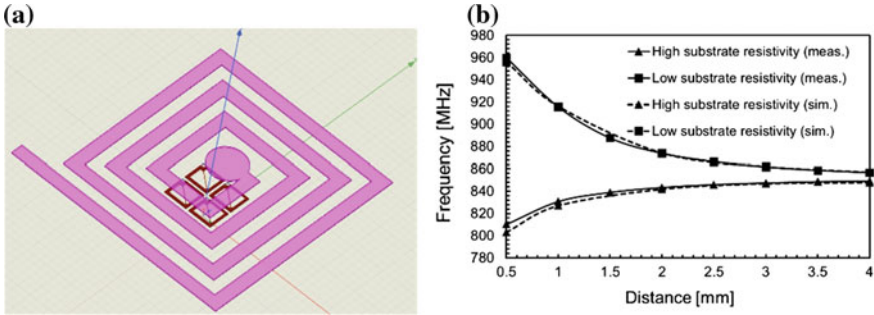 (a)
(b)
Frequency [MHz]
980
960
940
920
900
880
860
840
820
800
780
High substrate resistivity (meas.)
Low substrate resistivity (meas.)
High substrate resistivity (sim.)
Low substrate resistivity (sim.)
0.5 1 1.5 2 2.5 3 3.5 4
Distance [mm]